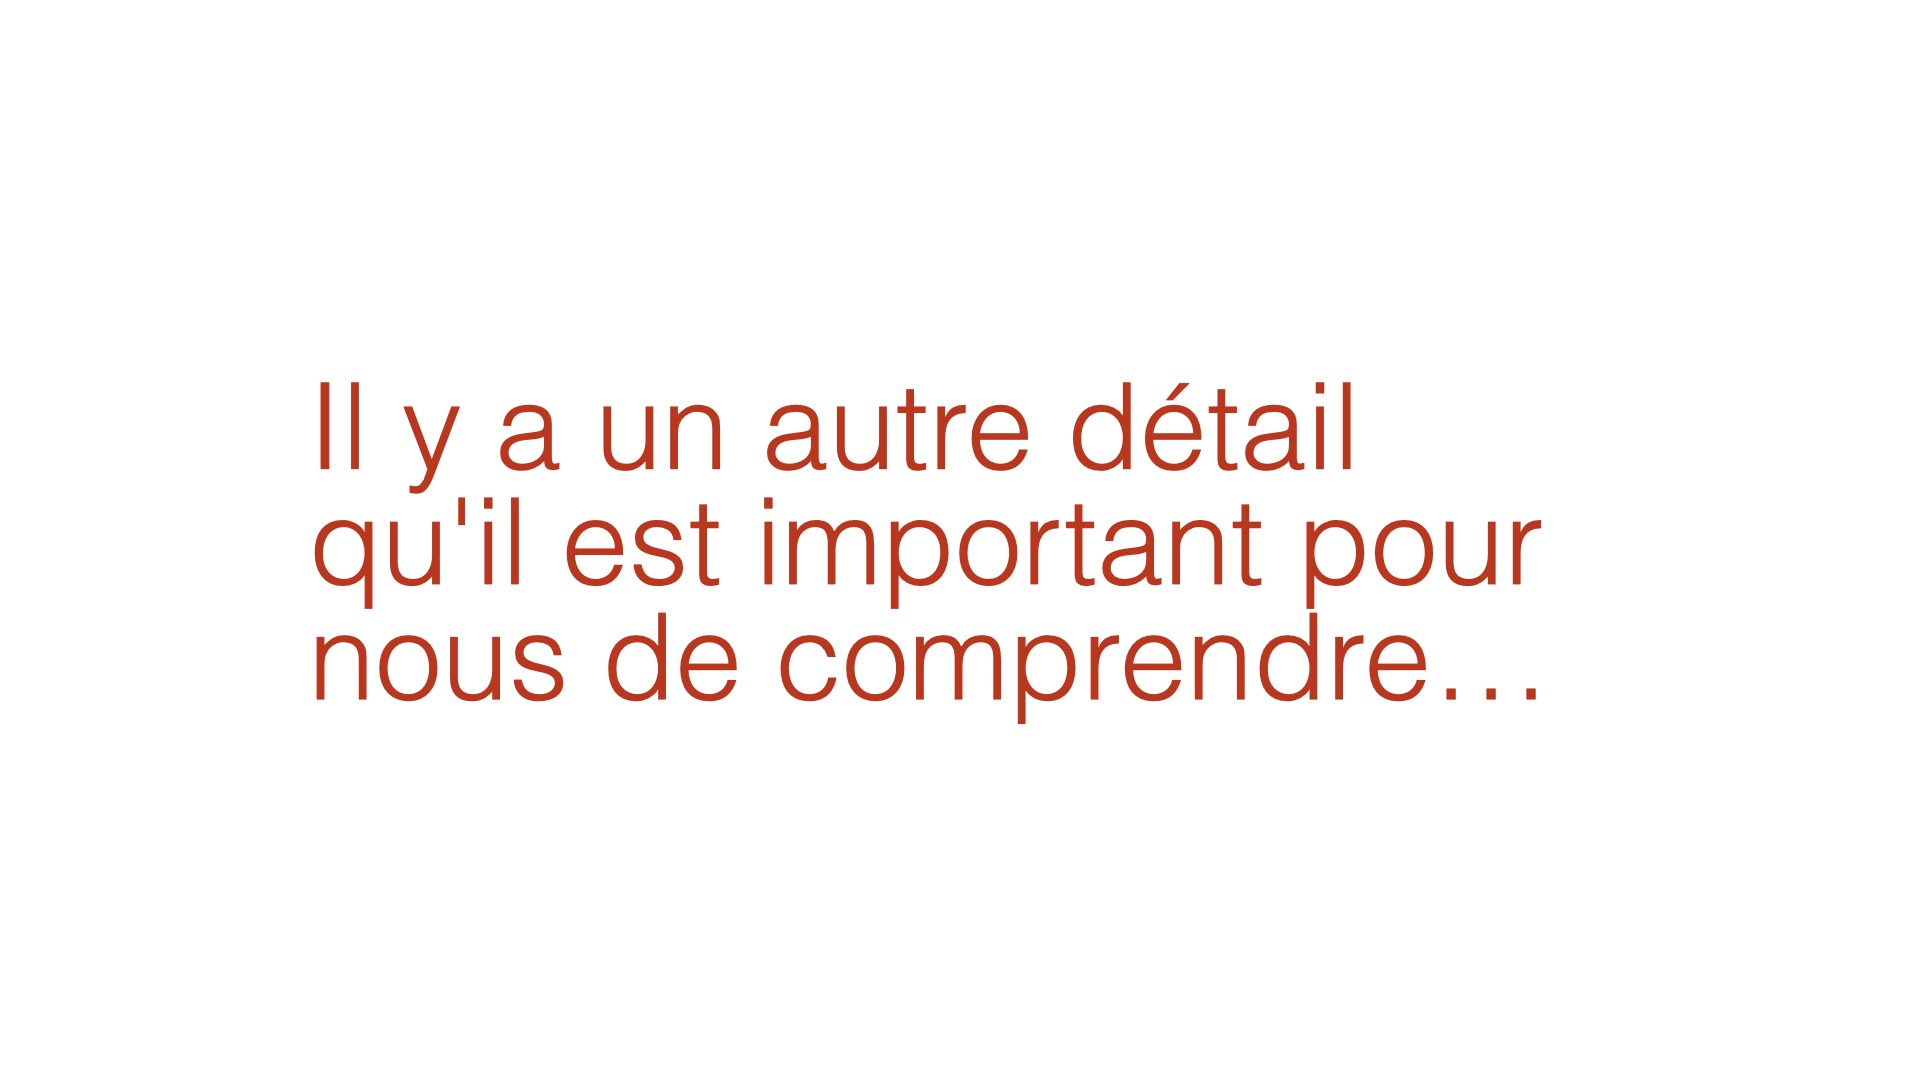 Il y a un autre détail
qu'il est important pour
nous de comprendre…